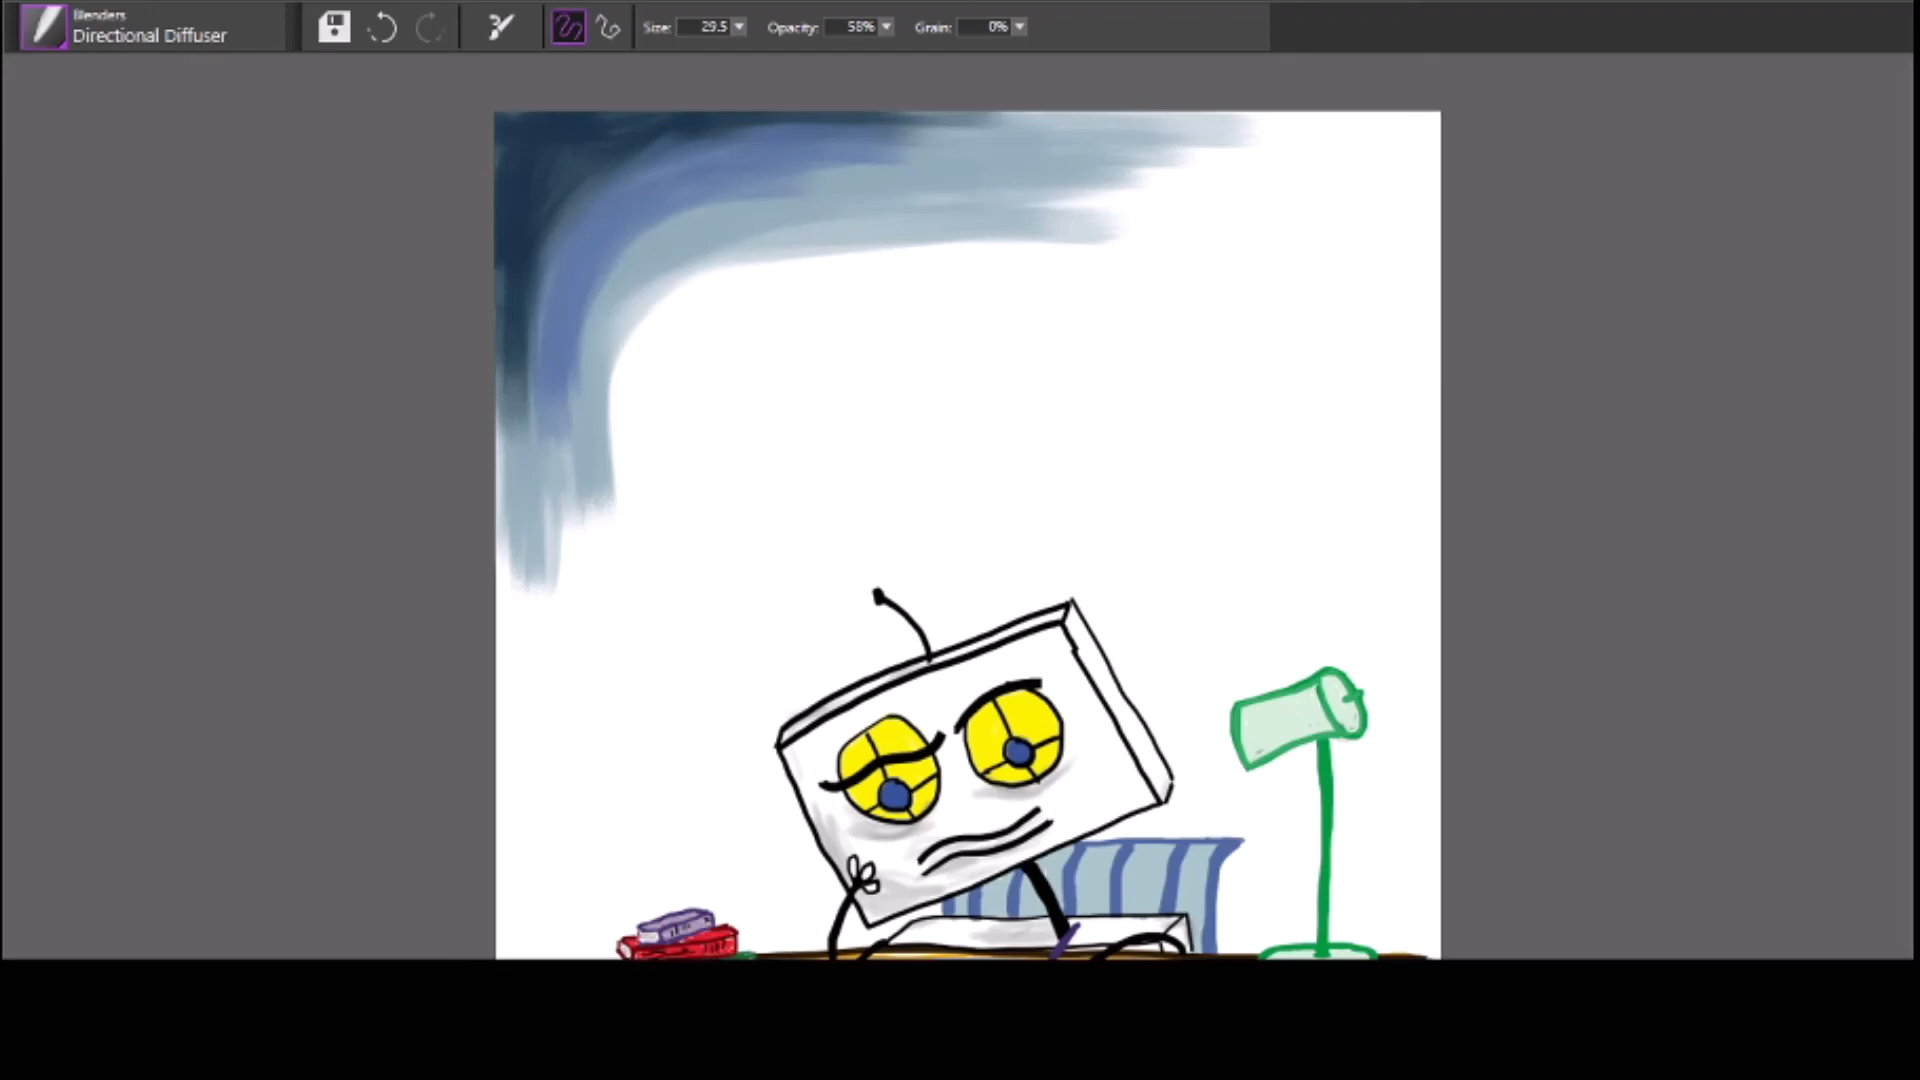 Blenders
Directional Diffuser
Size: 29.5
Opacity: 58%
Grain: 0%